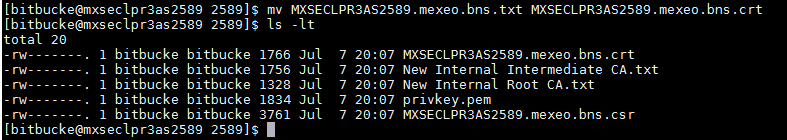 [bitbucke@mxseclpr3as2589 2589]$ mv MXSECLPR3AS2589.mexeo.bns.txt MXSECLPR3AS2589.mexeo.bns.crt
[bitbucke@mxseclpr3as2589 2589]$ ls -lt
total 20
-rw-------. 1 bitbucke bitbucke 1766 Jul  7 20:07 MXSECLPR3AS2589.mexeo.bns.crt
-rw-------. 1 bitbucke bitbucke 1756 Jul  7 20:07 New Internal Intermediate CA.txt
-rw-------. 1 bitbucke bitbucke 1328 Jul  7 20:07 New Internal Root CA.txt
-rw-------. 1 bitbucke bitbucke 1834 Jul  7 20:07 privkey.pem
-rw-------. 1 bitbucke bitbucke 3761 Jul  7 20:07 MXSECLPR3AS2589.mexeo.bns.csr
[bitbucke@mxseclpr3as2589 2589]$